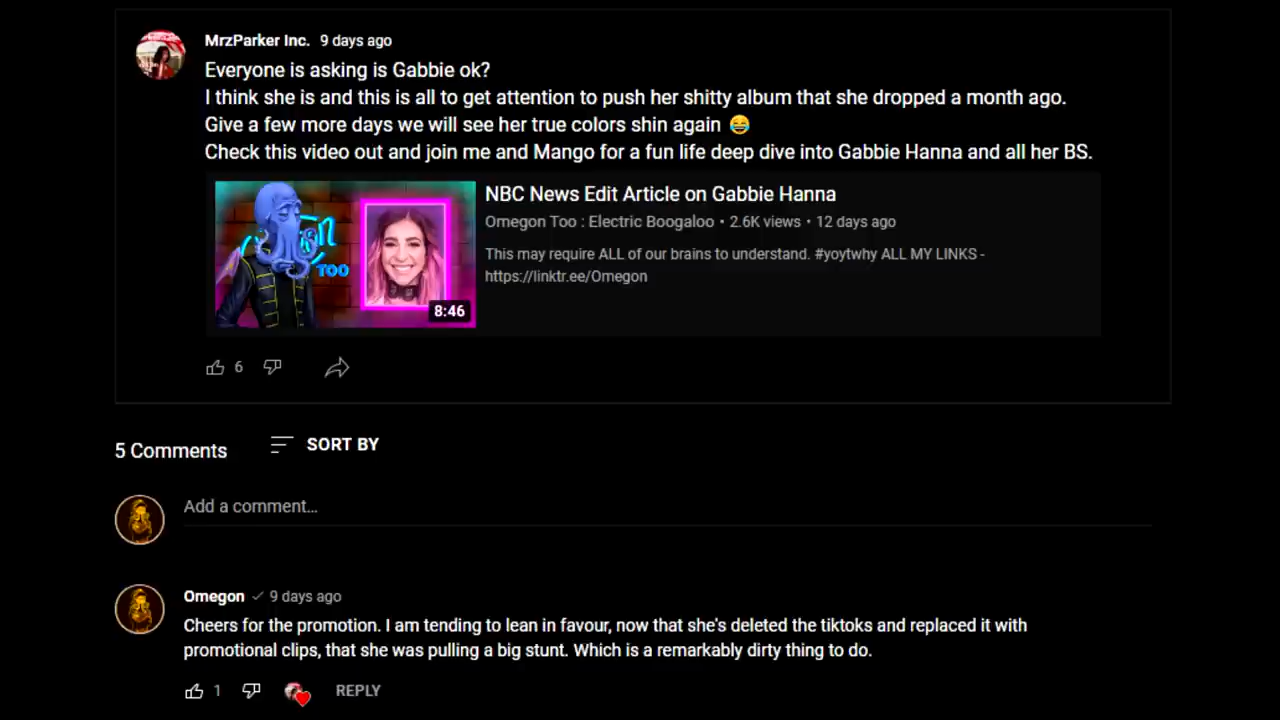 MrzParker Inc. 9 days ago
Everyone is asking is Gabbie ok?
I think she is and this is all to get attention to push her shitty album that she dropped a month ago.
Give a few more days we will see her true colors shin again 😂
Check this video out and join me and Mango for a fun life deep dive into Gabbie Hanna and all her BS.
TOO
8:46
NBC News Edit Article on Gabbie Hanna
Omegon Too : Electric Boogaloo • 2.6K views • 12 days ago
This may require ALL of our brains to understand. #yoytwhy ALL MY LINKS -
https://linktr.ee/Omegon
6
5 Comments SORT BY
Add a comment...
Omegon 9 days ago
Cheers for the promotion. I am tending to lean in favour, now that she's deleted the tiktoks and replaced it with
promotional clips, that she was pulling a big stunt. Which is a remarkably dirty thing to do.
1 REPLY